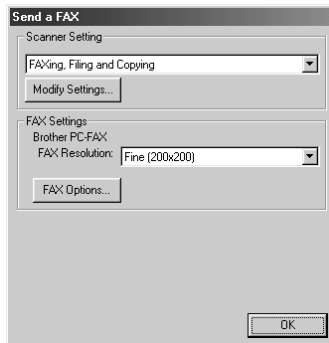 Send a FAX
Scanner Setting
FAXing, Filing and Copying
Modify Settings...
FAX Settings
Brother PC-FAX
FAX Resolution: Fine (200x200)
FAX Options...
OK